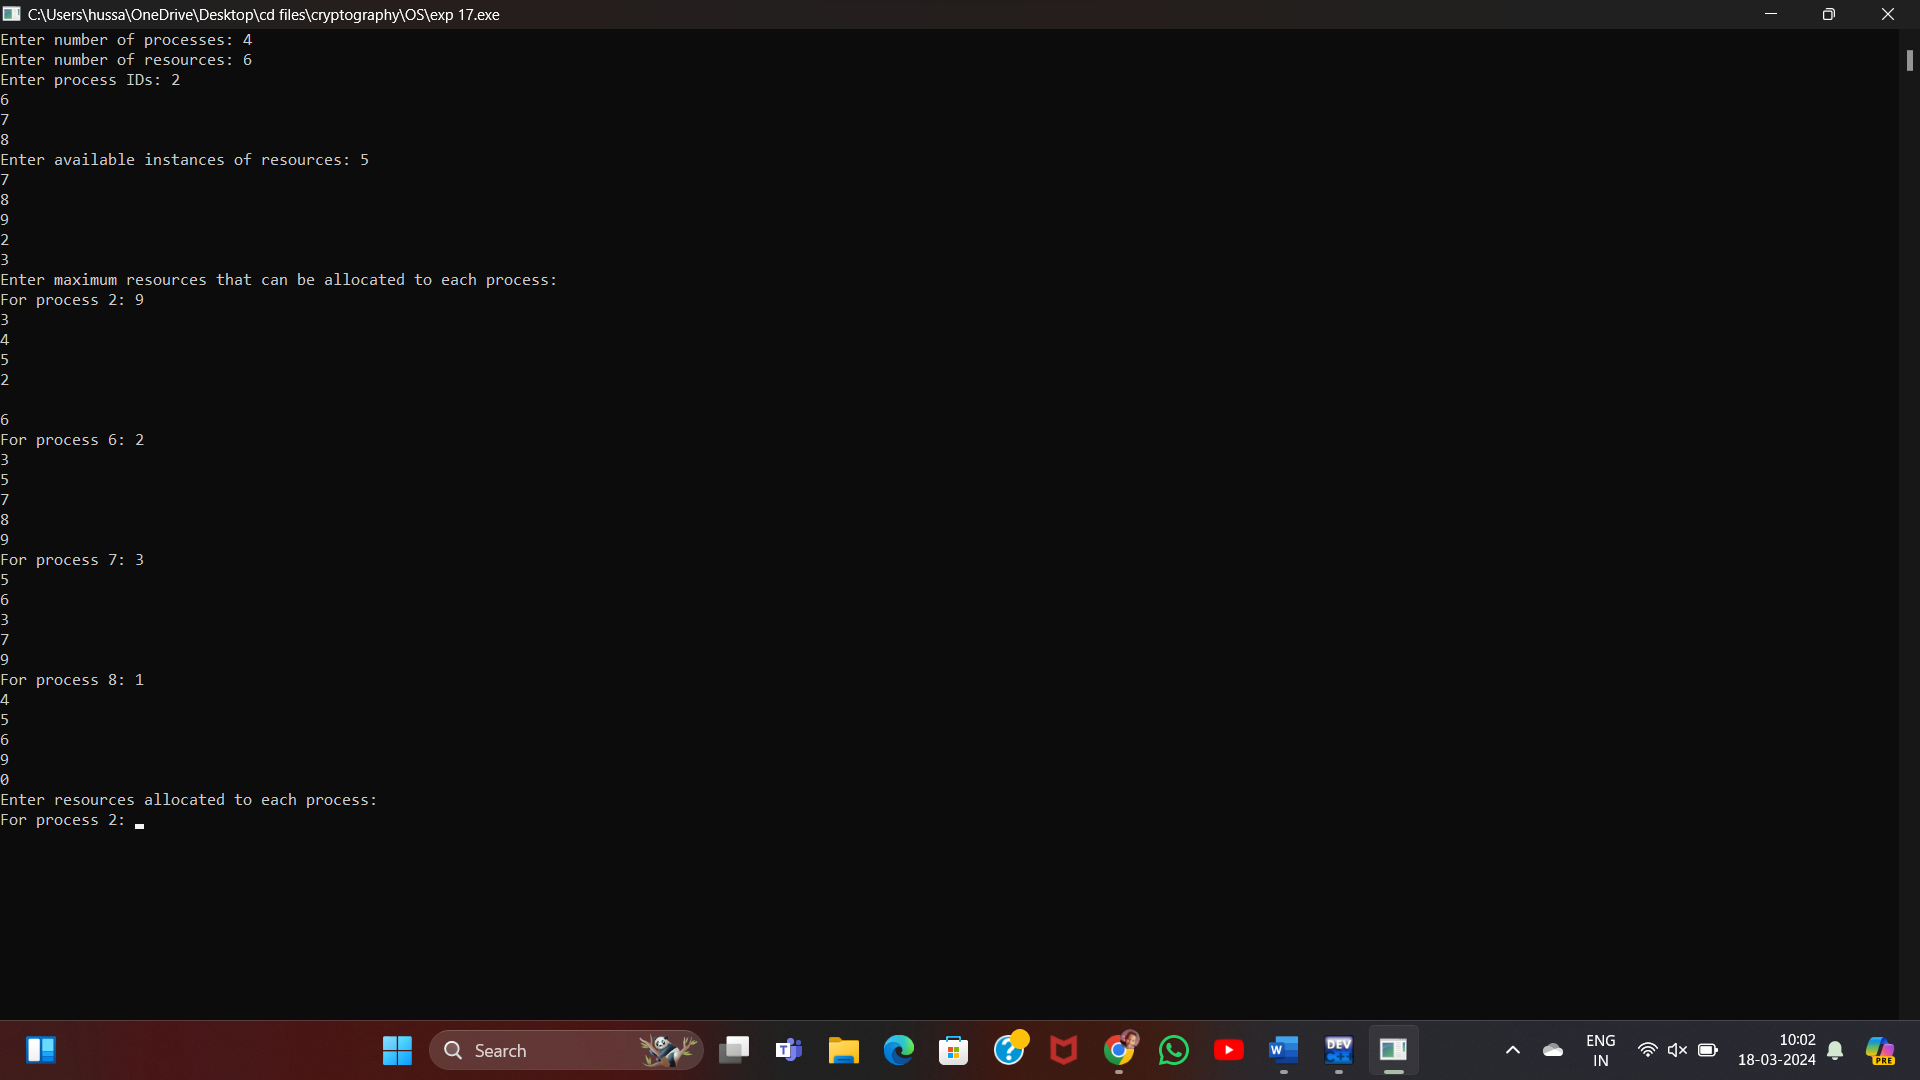 C:\Users\hussa\OneDrive\Desktop\cd files\cryptography\OS\exp 17.exe
Enter number of processes: 4
Enter number of resources: 6
Enter process IDs: 2
6
7
8
Enter available instances of resources: 5
7
8
9
2
3
Enter maximum resources that can be allocated to each process:
For process 2: 9
3
4
5
2
6
For process 6: 2
3
5
7
8
9
For process 7: 3
5
6
3
7
9
For process 8: 1
4
5
6
9
0
Enter resources allocated to each process:
For process 2:
Search
DEV
C++
ENG
IN
10:02
18-03-2024
PRE